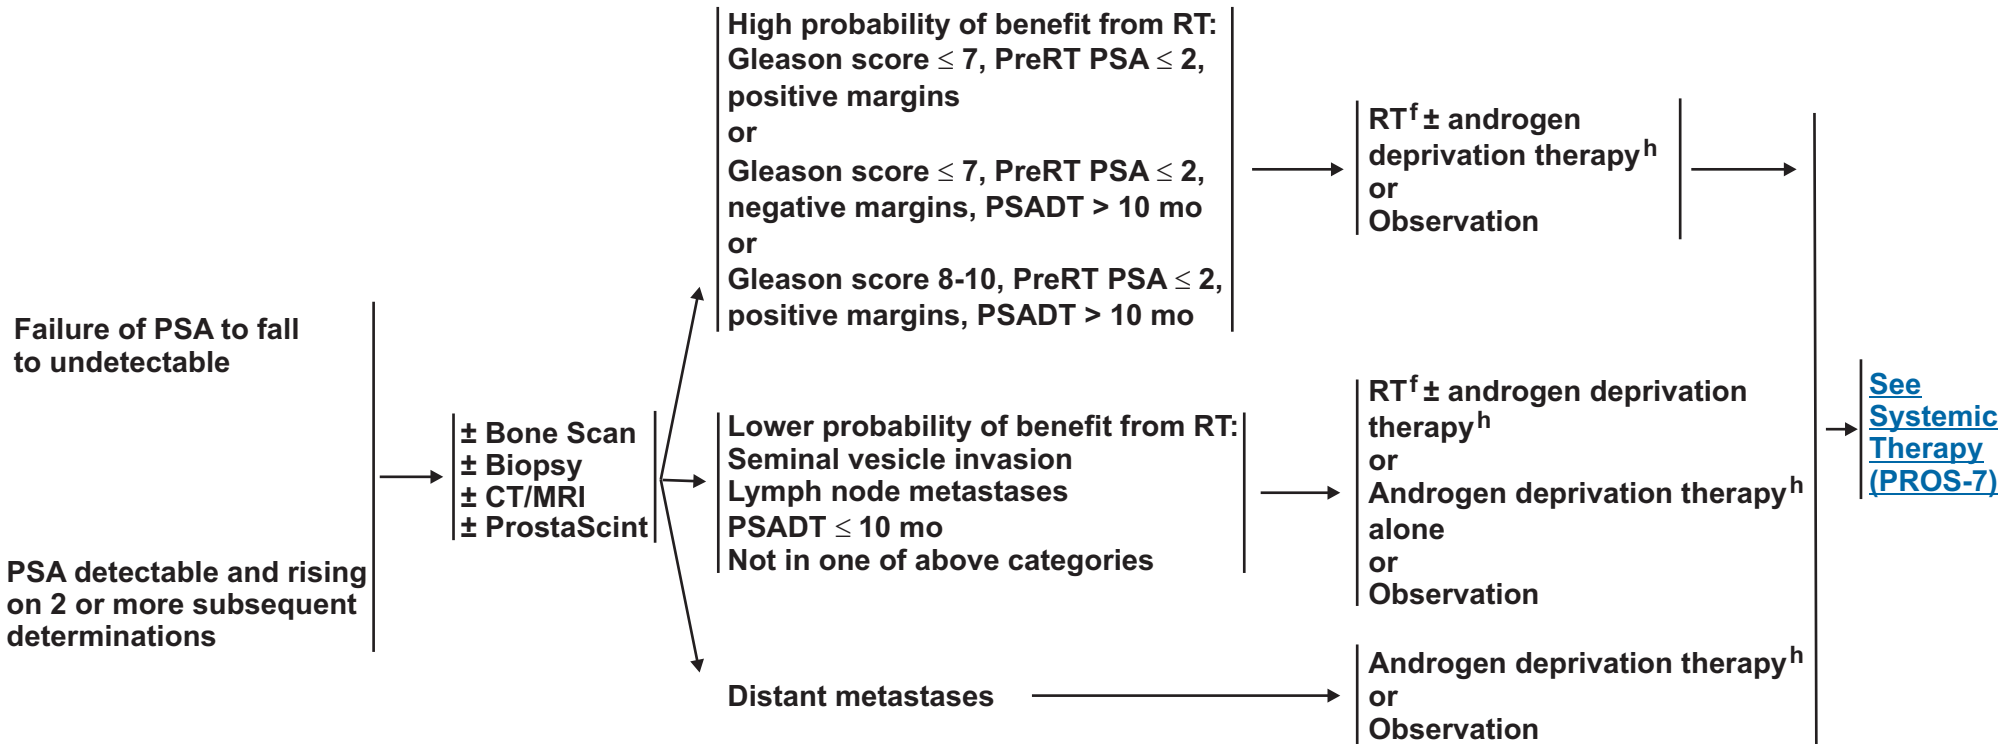 Failure of PSA to fall
to undetectable
PSA detectable and rising
on 2 or more subsequent
determinations
± Bone Scan
± Biopsy
± CT/MRI
± ProstaScint
High probability of benefit from RT:
Gleason score ≤ 7, PreRT PSA ≤ 2,
positive margins
or
Gleason score ≤ 7, PreRT PSA ≤ 2,
negative margins, PSADT > 10 mo
or
Gleason score 8-10, PreRT PSA ≤ 2,
positive margins, PSADT > 10 mo
Lower probability of benefit from RT:
Seminal vesicle invasion
Lymph node metastases
PSADT ≤ 10 mo
Not in one of above categories
Distant metastases
RTf ± androgen
deprivation therapyh
or
Observation
RTf ± androgen deprivation
therapyh
or
Androgen deprivation therapyh
alone
or
Observation
Androgen deprivation therapyh
or
Observation
See
Systemic
Therapy
(PROS-7)